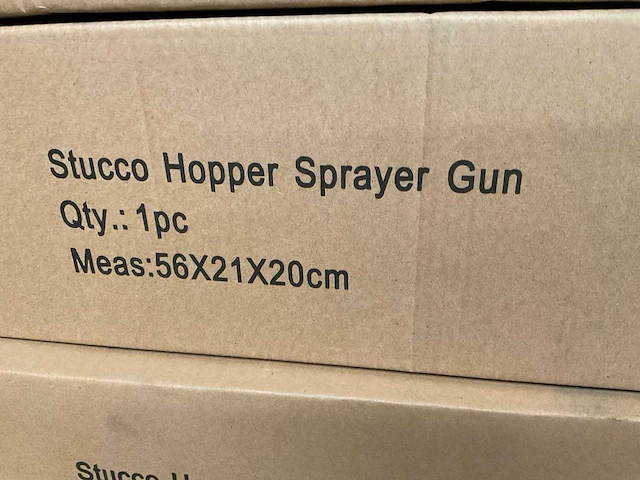 Stucco Hopper Sprayer Gun
Qty.: 1pc
Meas:56X21X20cm
Stucco